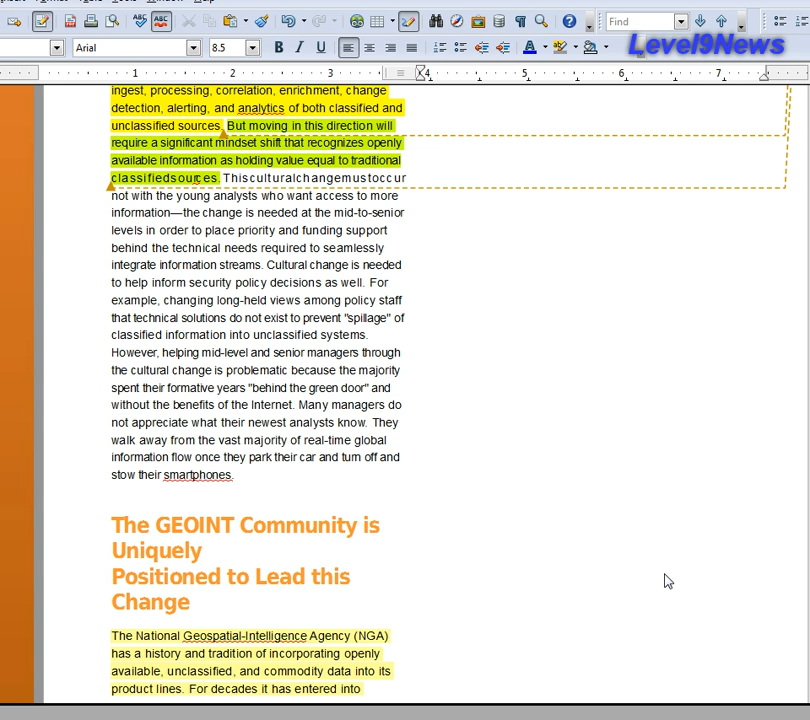 Level9News
Arial
8.5
Find
1 2 3 4 5 6 7
ingest, processing, correlation, enrichment, change
detection, alerting, and analytics of both classified and
unclassified sources. But moving in this direction will
require a significant mindset shift that recognizes openly
available information as holding value equal to traditional
classifiedsources. Thisculturalchangemustoccur
not with the young analysts who want access to more
information—the change is needed at the mid-to-senior
levels in order to place priority and funding support
behind the technical needs required to seamlessly
integrate information streams. Cultural change is needed
to help inform security policy decisions as well. For
example, changing long-held views among policy staff
that technical solutions do not exist to prevent "spillage" of
classified information into unclassified systems.
However, helping mid-level and senior managers through
the cultural change is problematic because the majority
spent their formative years "behind the green door" and
without the benefits of the Internet. Many managers do
not appreciate what their newest analysts know. They
walk away from the vast majority of real-time global
information flow once they park their car and turn off and
stow their smartphones.
The GEOINT Community is
Uniquely
Positioned to Lead this
Change
The National Geospatial-Intelligence Agency (NGA)
has a history and tradition of incorporating openly
available, unclassified, and commodity data into its
product lines. For decades it has entered into